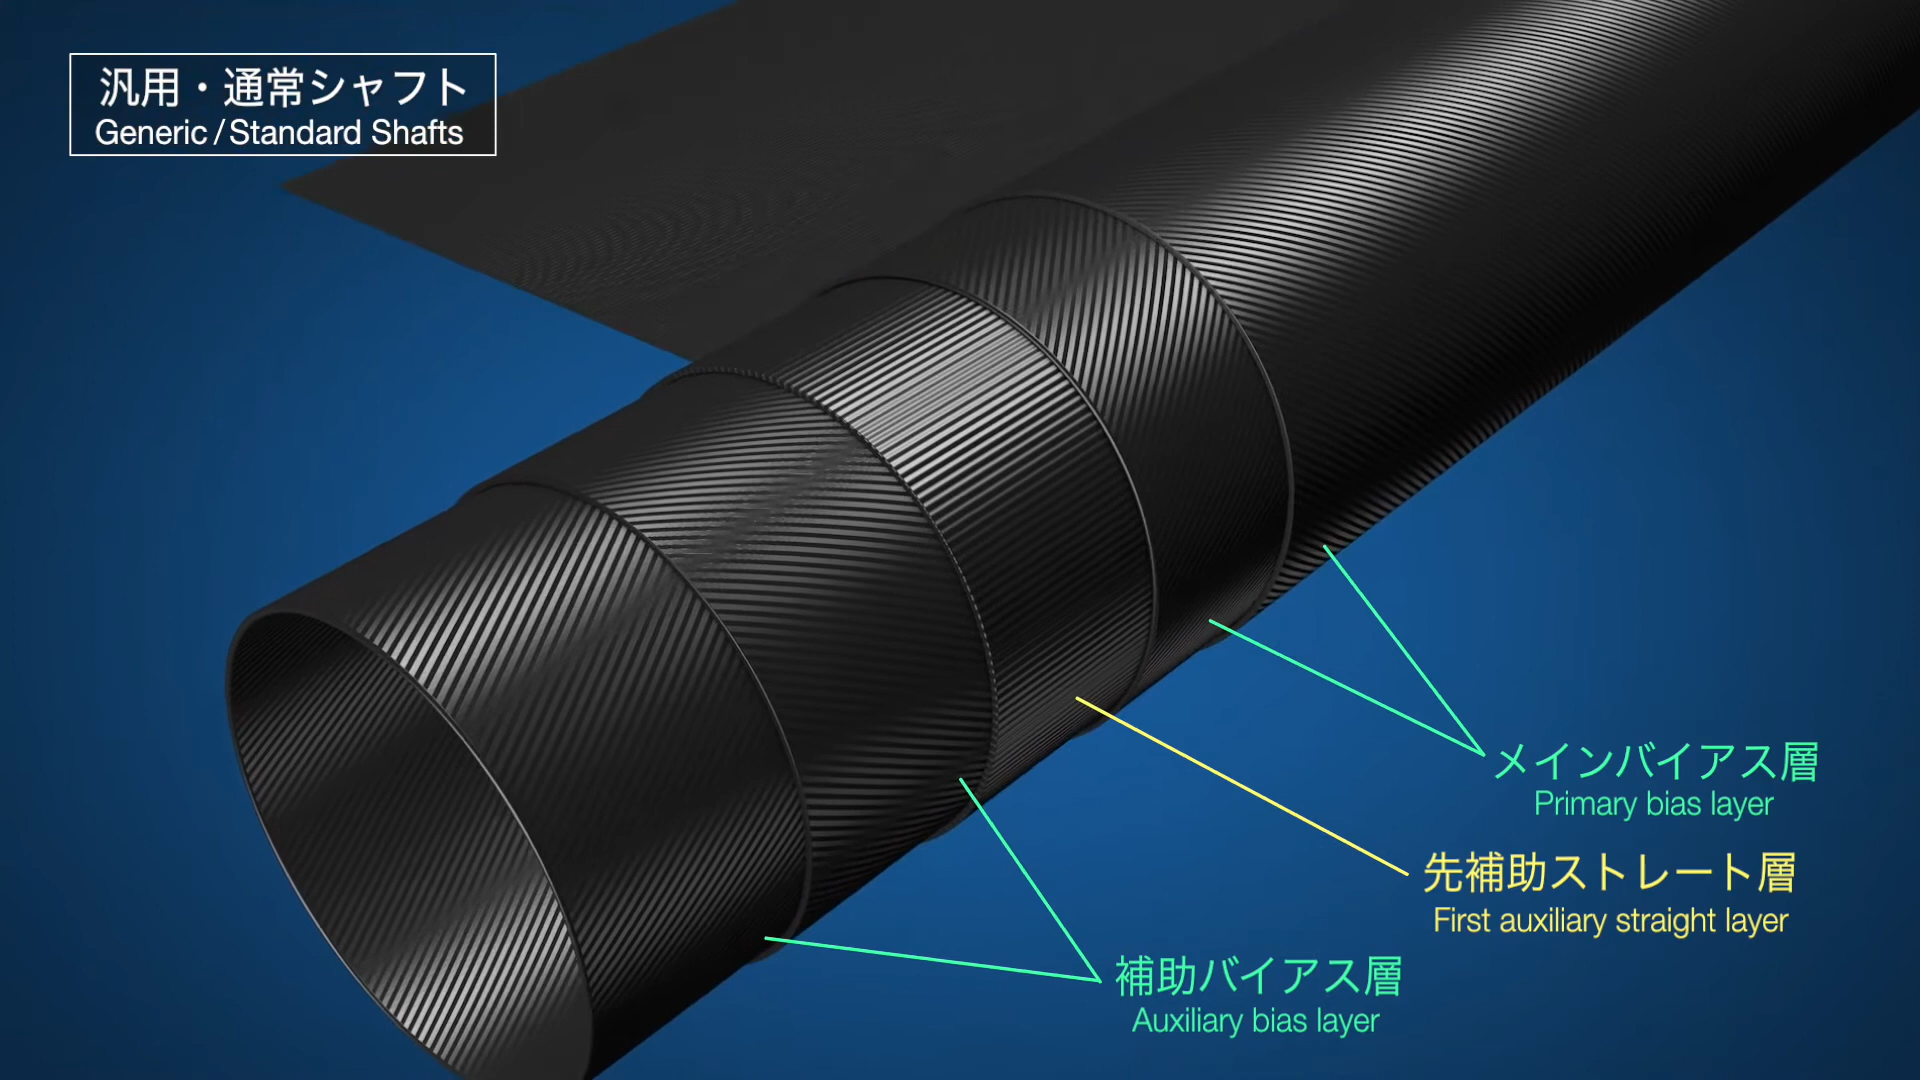 汎用・通常シャフト
Generic / Standard Shafts
メインバイアス層
Primary bias layer
先補助ストレート層
First auxiliary straight layer
補助バイアス層
Auxiliary bias layer